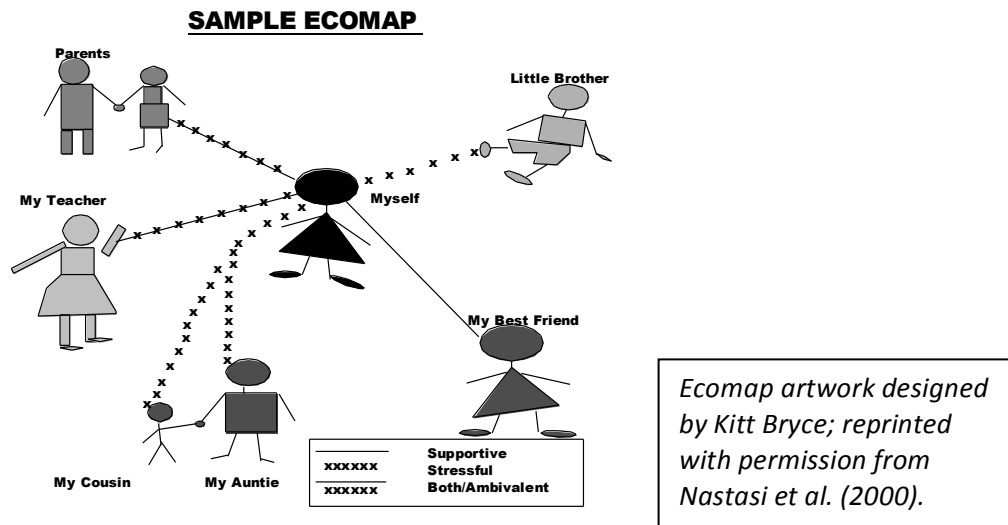 SAMPLE ECOMAP
Parents
Little Brother
My Teacher
Myself
My Best Friend
My Cousin
My Auntie
Supportive
xxxxxx Stressful
xxxxxx Both/Ambivalent
Ecomap artwork designed
by Kitt Bryce; reprinted
with permission from
Nastasi et al. (2000).